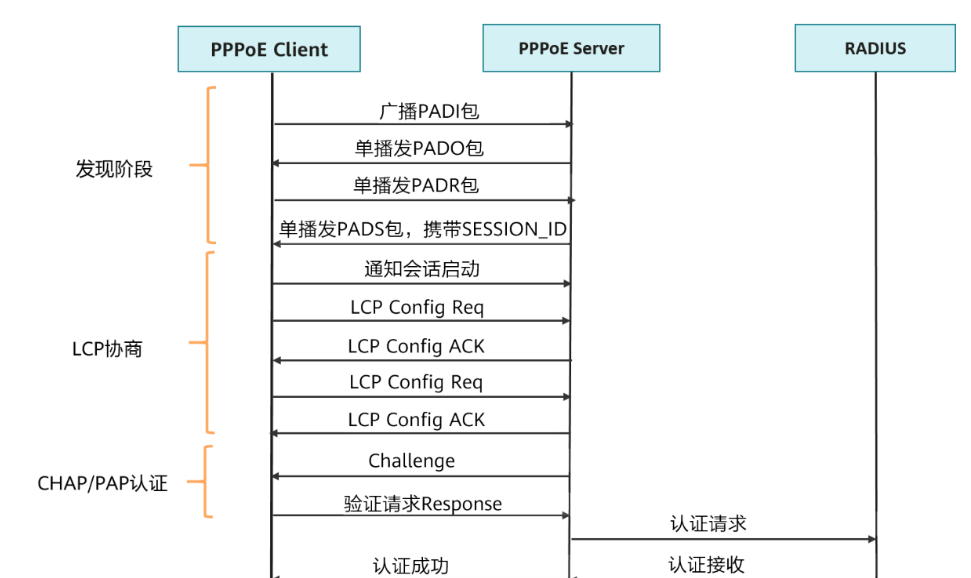 PPPoE Client
PPPoE Server
RADIUS
广播PADI包
单播发PADO包
发现阶段
单播发PADR包
单播发PADS包，携带SESSION_ID
通知会话启动
LCP Config Req
LCP协商
LCP Config ACK
LCP Config Req
LCP Config ACK
Challenge
CHAP/PAP认证
验证请求Response
认证请求
认证成功
认证接收